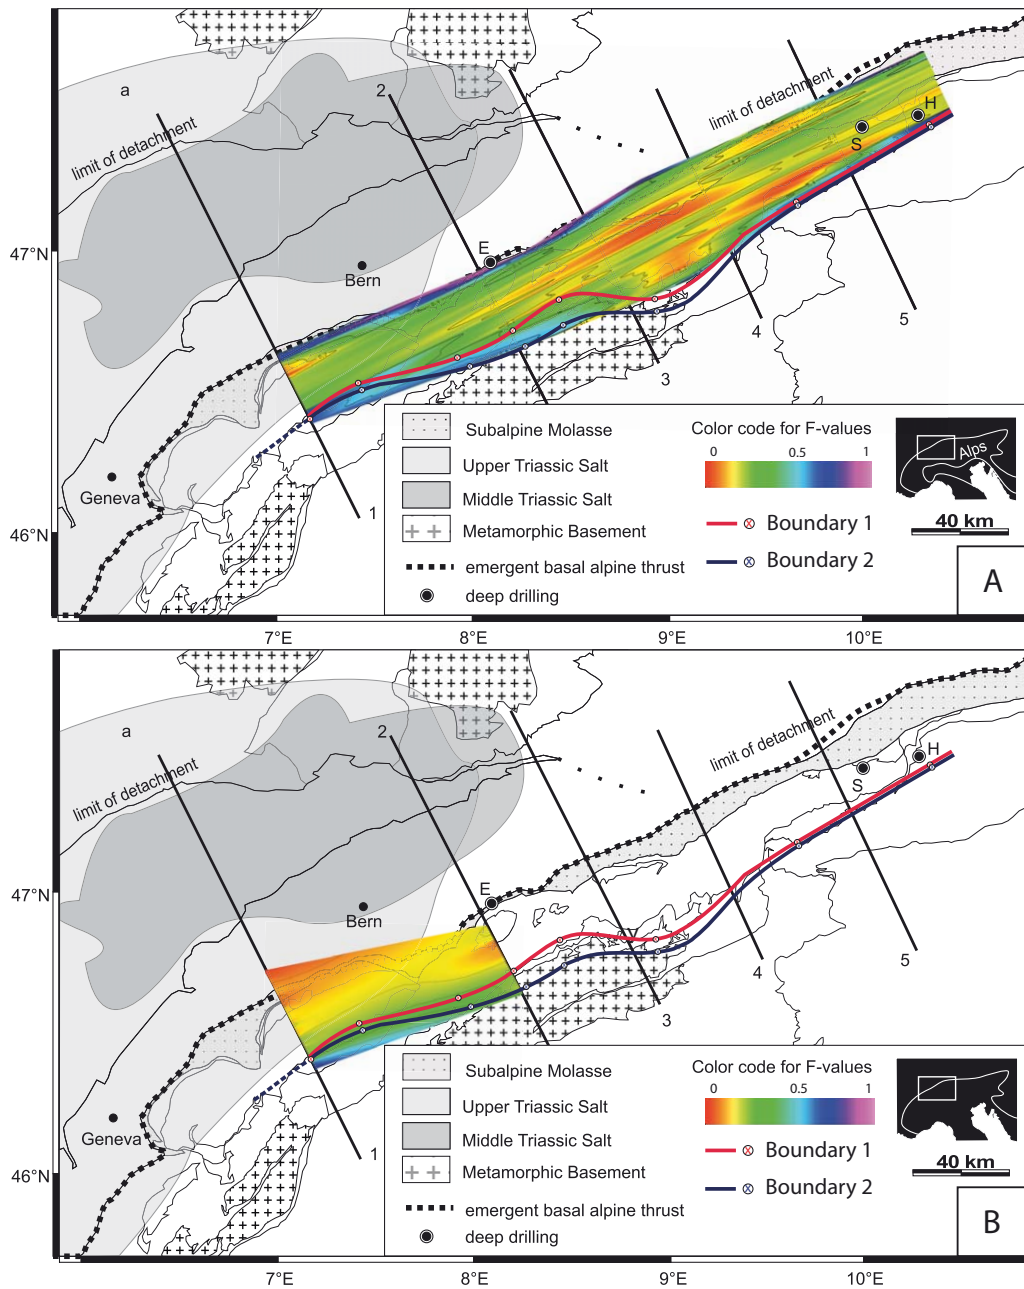 a
2
limit of detachment
limit of detachment
H
S
E
47°N
Bern
5
4
3
Geneva
1
46°N
Subalpine Molasse
Upper Triassic Salt
Middle Triassic Salt
Metamorphic Basement
emergent basal alpine thrust
deep drilling
Color code for F-values
0 0.5 1
Boundary 1
Boundary 2
Alps
40 km
A
7°E 8°E 9°E 10°E
a
2
limit of detachment
limit of detachment
H
S
E
47°N
Bern
5
4
3
Geneva
1
46°N
Subalpine Molasse
Upper Triassic Salt
Middle Triassic Salt
Metamorphic Basement
emergent basal alpine thrust
deep drilling
Color code for F-values
0 0.5 1
Boundary 1
Boundary 2
40 km
B
7°E 8°E 9°E 10°E